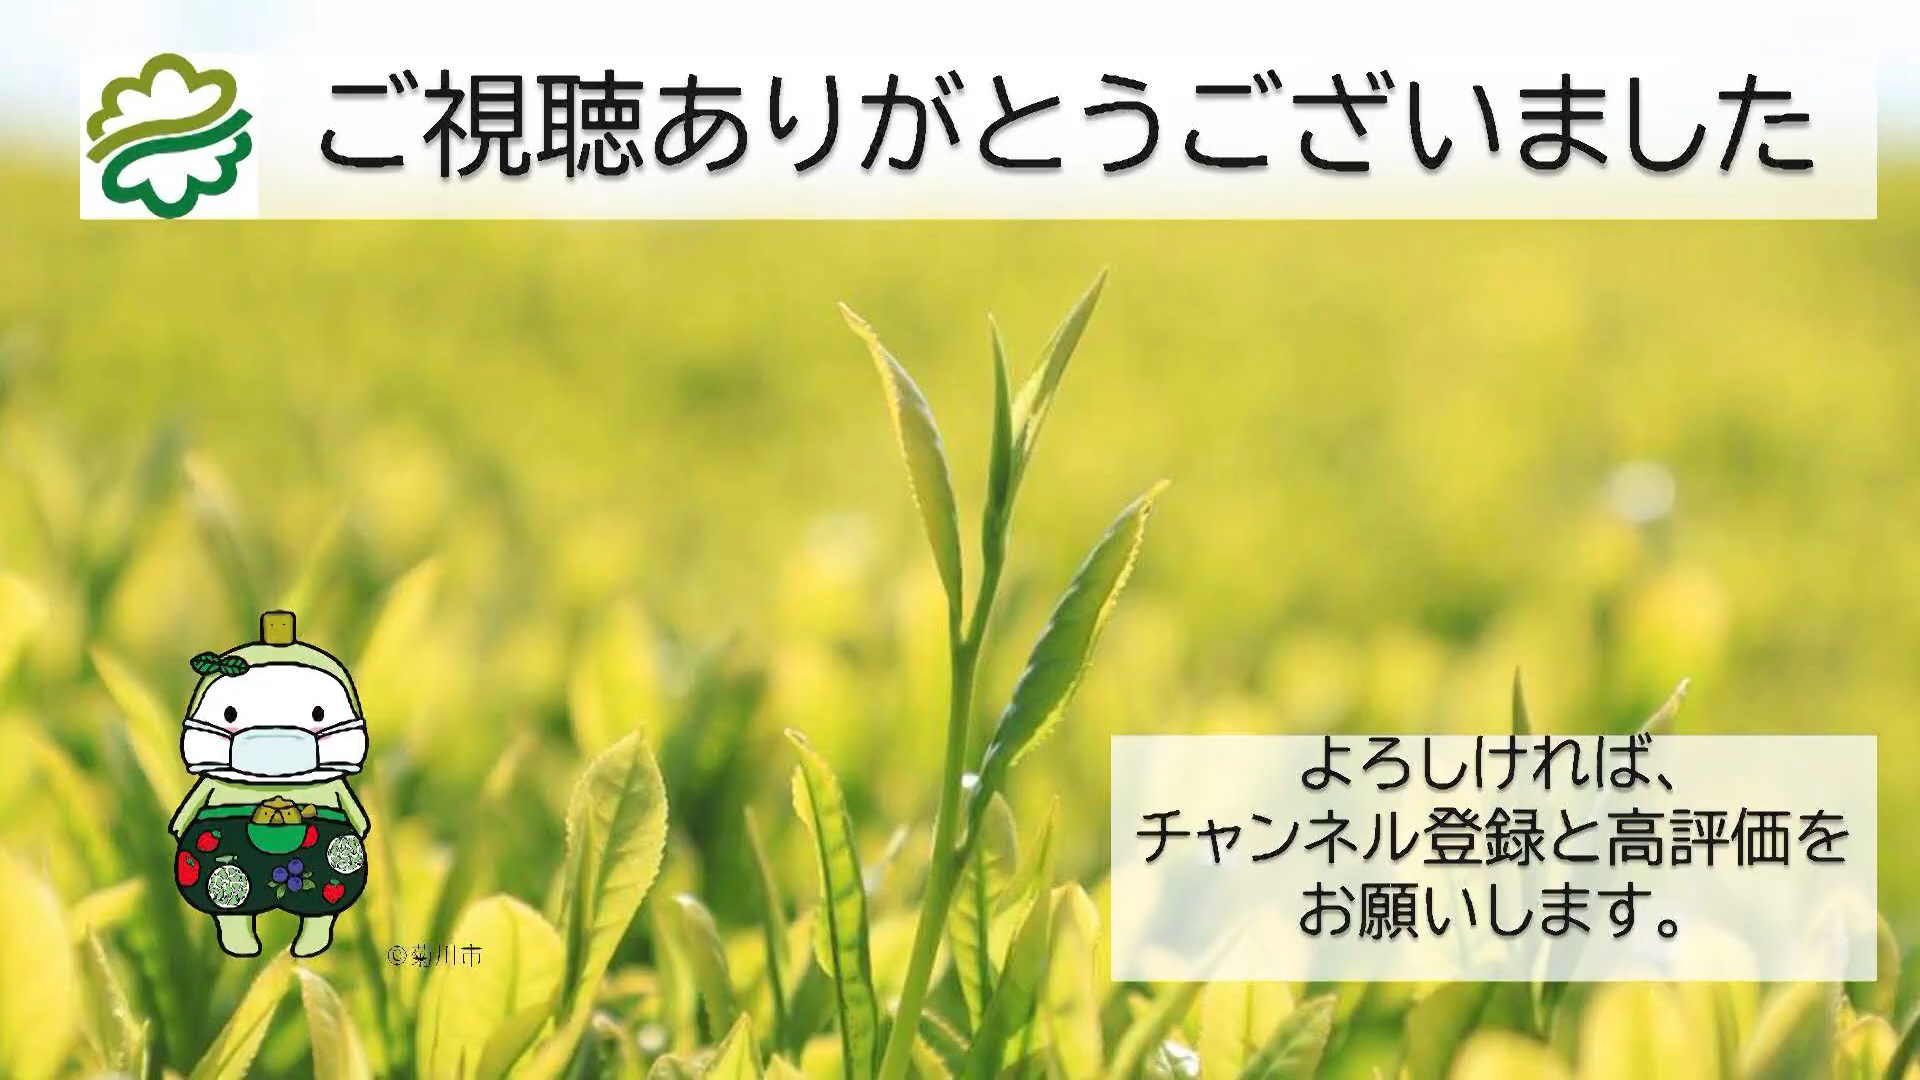 ご視聴ありがとうございました
よろしければ、
チャンネル登録と高評価を
お願いします。
©菊川市